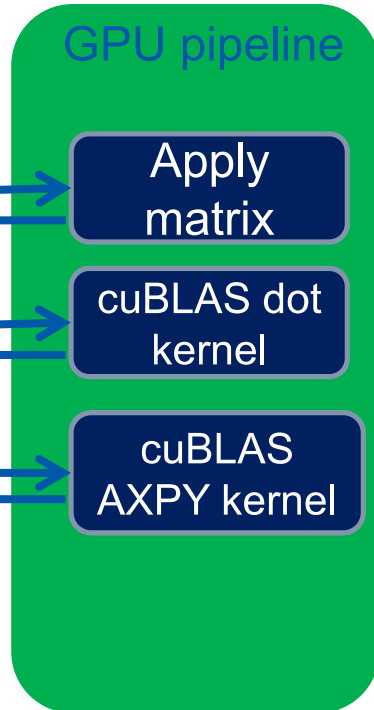 GPU pipeline
Apply
matrix
cuBLAS dot
kernel
cuBLAS
AXPY kernel